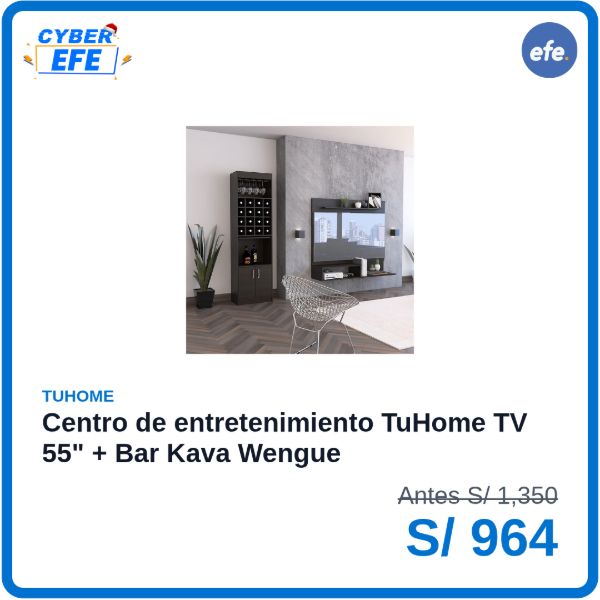 CYBER
EFE
efe.
TUHOME
Centro de entretenimiento TuHome TV
55" + Bar Kava Wengue
Antes S/ 1,350
S/ 964